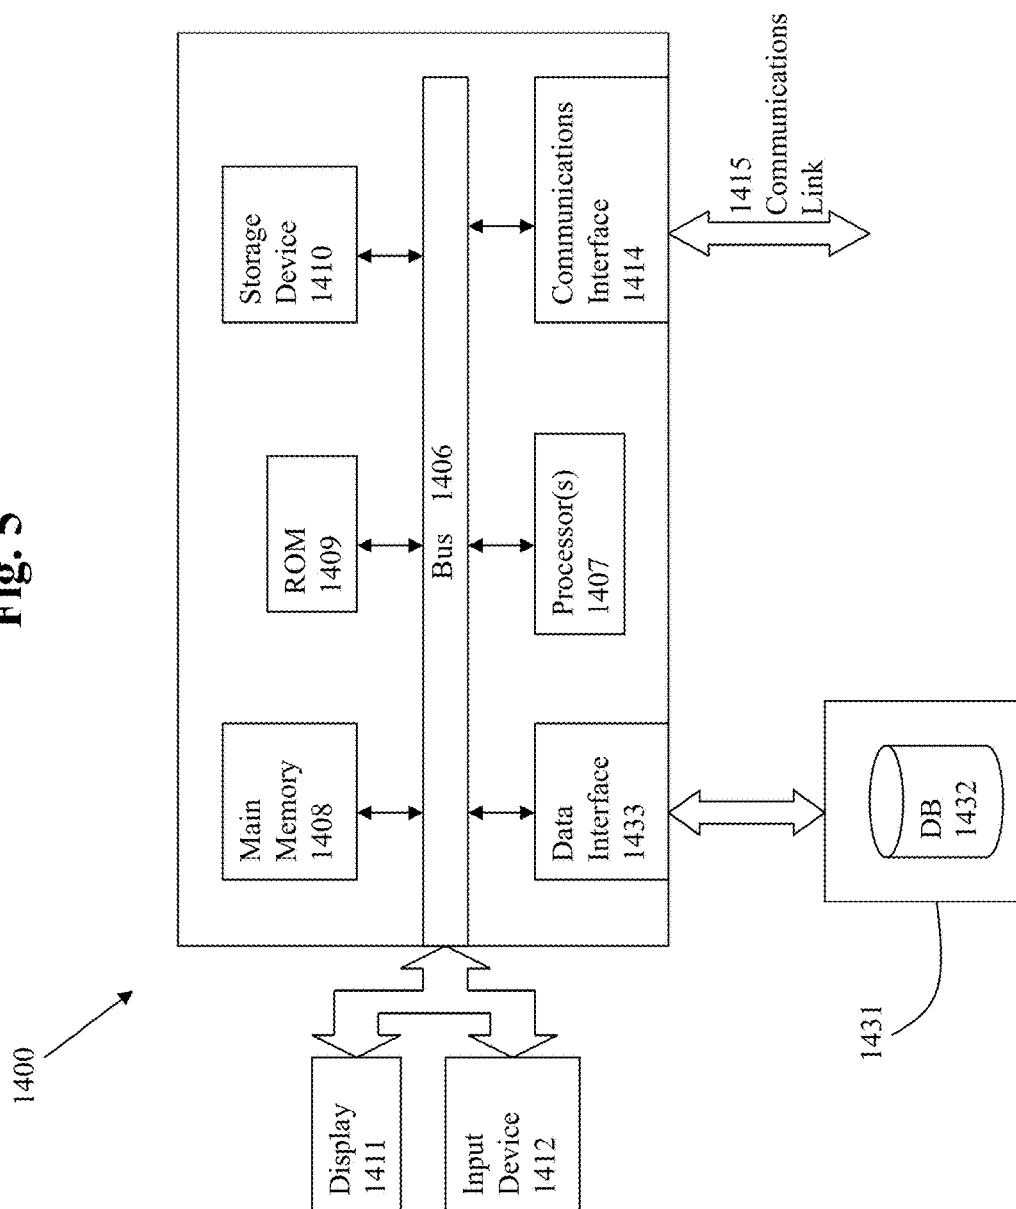 Fig. 5
1400
Main
Memory
1408
ROM
1409
Storage
Device
1410
Display
1411
Bus 1406
Input
Device
1412
Data
Interface
1433
Processor(s)
1407
Communications
Interface
1414
1415
Communications
Link
1431
DB
1432